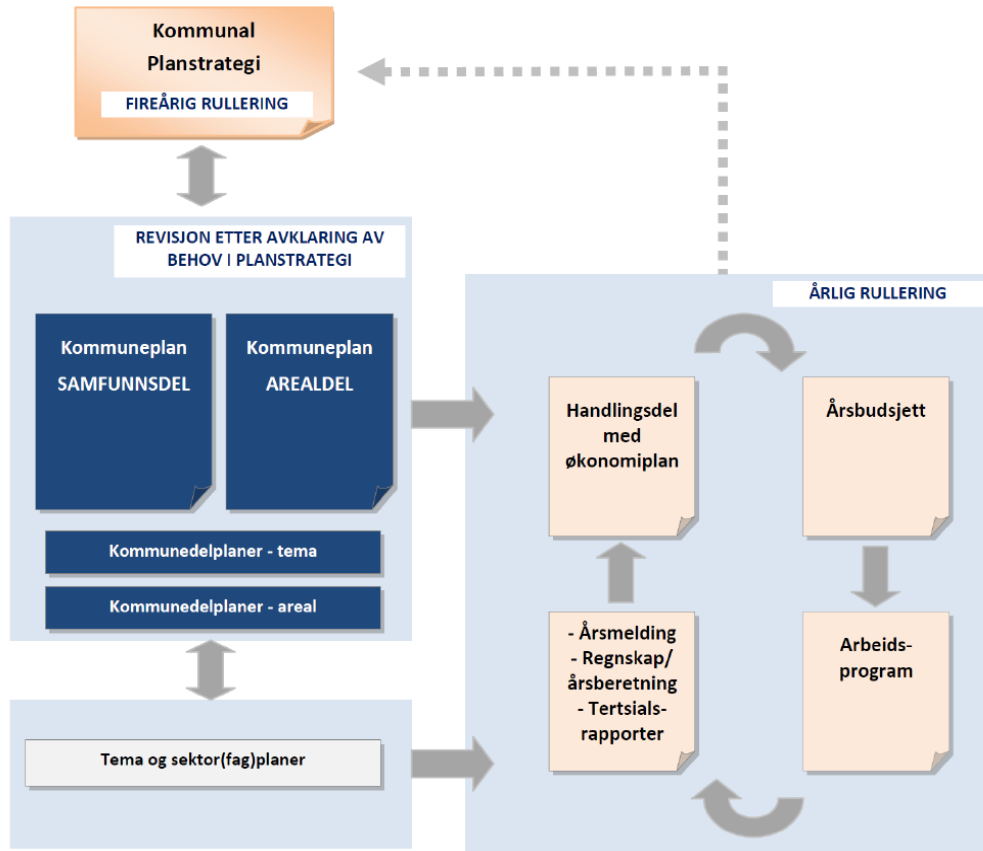 Kommunal
Planstrategi
FIREÅRIG RULLERING
REVISJON ETTER AVKLARING AV
BEHOV I PLANSTRATEGI
Kommuneplan
SAMFUNNSDEL
Kommuneplan
AREALDEL
Kommunedelplaner - tema
Kommunedelplaner - areal
Tema og sektor(fag)planer
ÅRLIG RULLERING
Handlingsdel
med
økonomiplan
Årsbudsjett
- Årsmelding
- Regnskap/
årsberetning
- Tertsials-
rapporter
Arbeids-
program